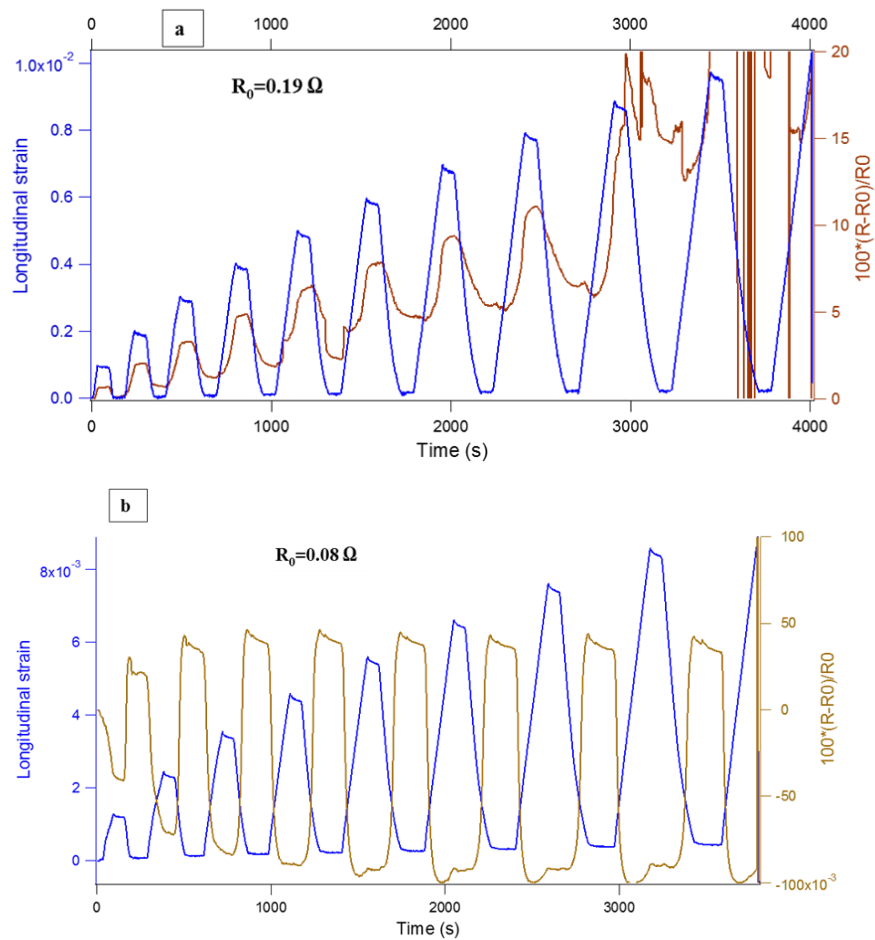 0 1000 2000 3000 4000
a
R₀=0.19 Ω
1.0x10⁻²
0.8
0.6
0.4
0.2
0.0
Longitudinal strain
20
15
10
5
0
100*(R-R0)/R0
0 1000 2000 3000 4000
Time (s)
b
R₀=0.08 Ω
8x10⁻³
6
4
2
0
Longitudinal strain
100
50
0
-50
-100x10⁻³
100*(R-R0)/R0
0 1000 2000 3000
Time (s)